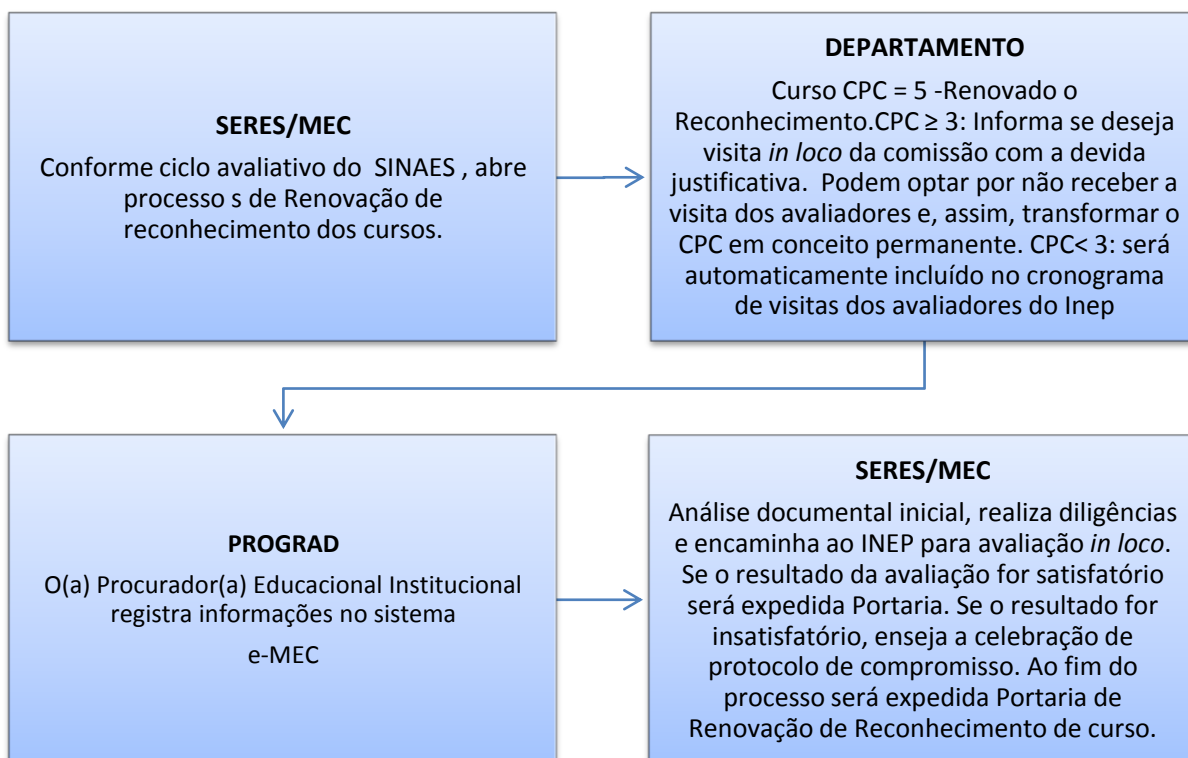 SERES/MEC
Conforme ciclo avaliativo do SINAES , abre
processo s de Renovação de
reconhecimento dos cursos.
DEPARTAMENTO
Curso CPC = 5 -Renovado o
Reconhecimento.CPC ≥ 3: Informa se deseja
visita in loco da comissão com a devida
justificativa. Podem optar por não receber a
visita dos avaliadores e, assim, transformar o
CPC em conceito permanente. CPC< 3: será
automaticamente incluído no cronograma
de visitas dos avaliadores do Inep
PROGRAD
O(a) Procurador(a) Educacional Institucional
registra informações no sistema
e-MEC
SERES/MEC
Análise documental inicial, realiza diligências
e encaminha ao INEP para avaliação in loco.
Se o resultado da avaliação for satisfatório
será expedida Portaria. Se o resultado for
insatisfatório, enseja a celebração de
protocolo de compromisso. Ao fim do
processo será expedida Portaria de
Renovação de Reconhecimento de curso.